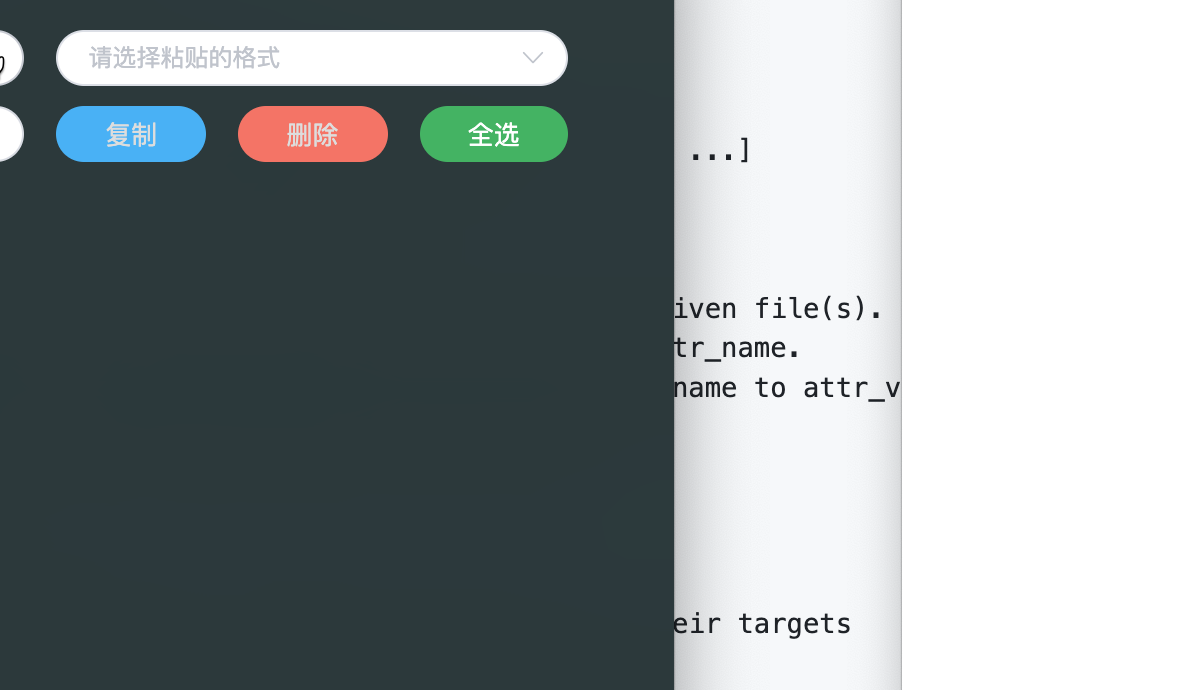 请选择粘贴的格式
复制
删除
全选
...]
iven file(s).
tr_name.
name to attr_v
eir targets